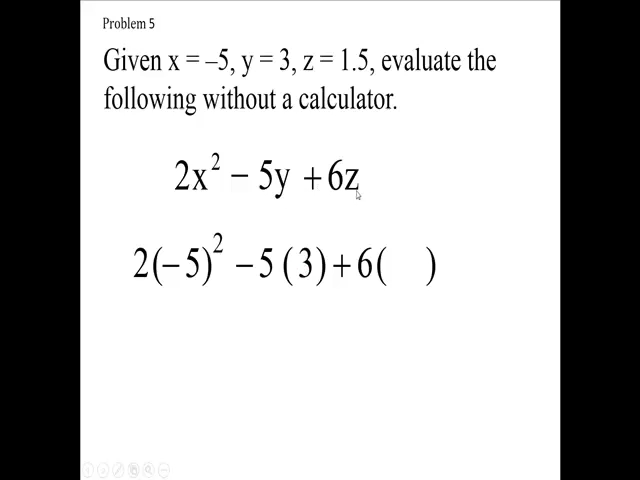 Problem 5
Given x = –5, y = 3, z = 1.5, evaluate the
following without a calculator.
2x² − 5y + 6z
2(−5)² − 5(3) + 6(  )